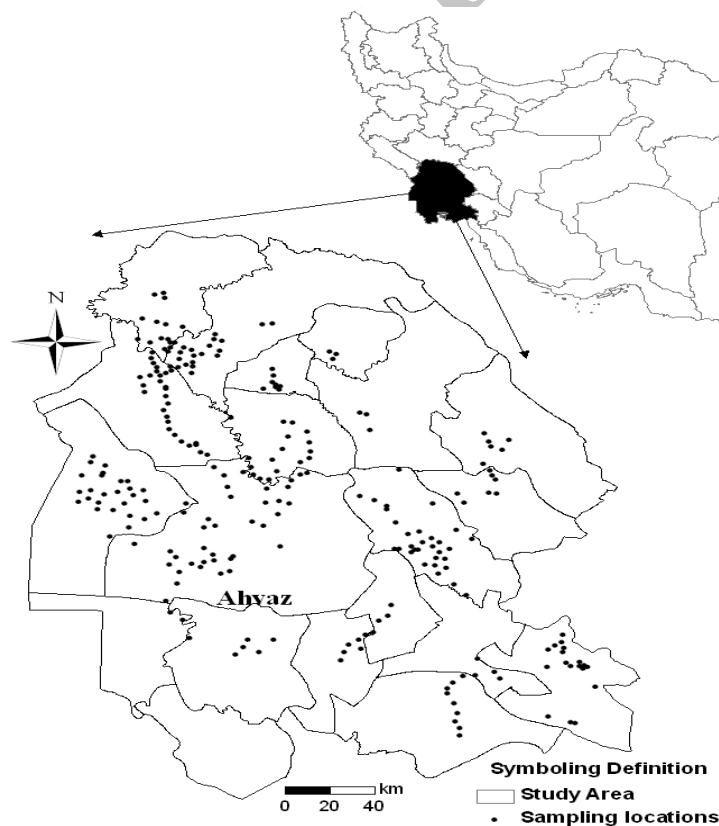 N
Ahvaz
km
0 20 40
Symboling Definition
Study Area
Sampling locations